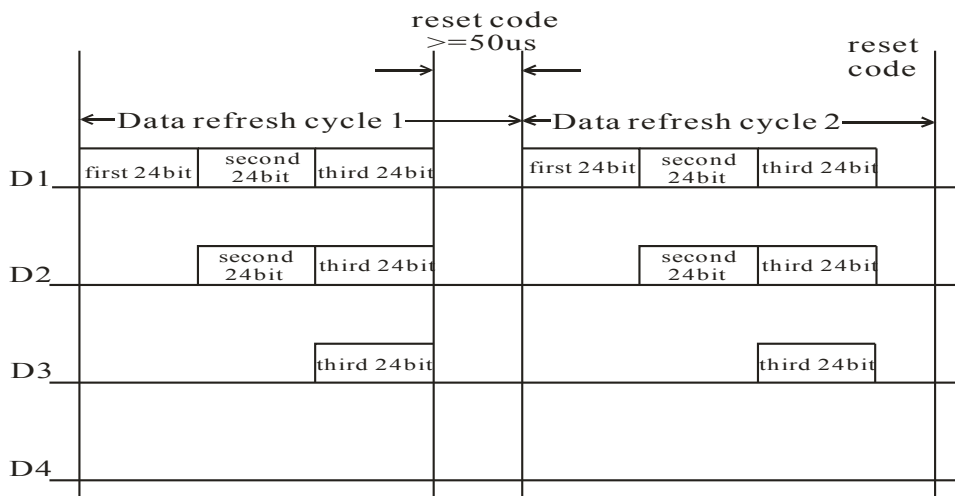 reset code
>=50us
reset
code
Data refresh cycle 1
Data refresh cycle 2
D1
first 24bit
second
24bit
third 24bit
first 24bit
second
24bit
third 24bit
D2
second
24bit
third 24bit
second
24bit
third 24bit
D3
third 24bit
third 24bit
D4